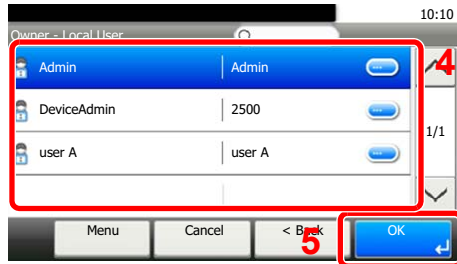 10:10
Owner - Local User
Admin Admin
4
DeviceAdmin 2500
1/1
user A user A
Menu Cancel < Back OK
5